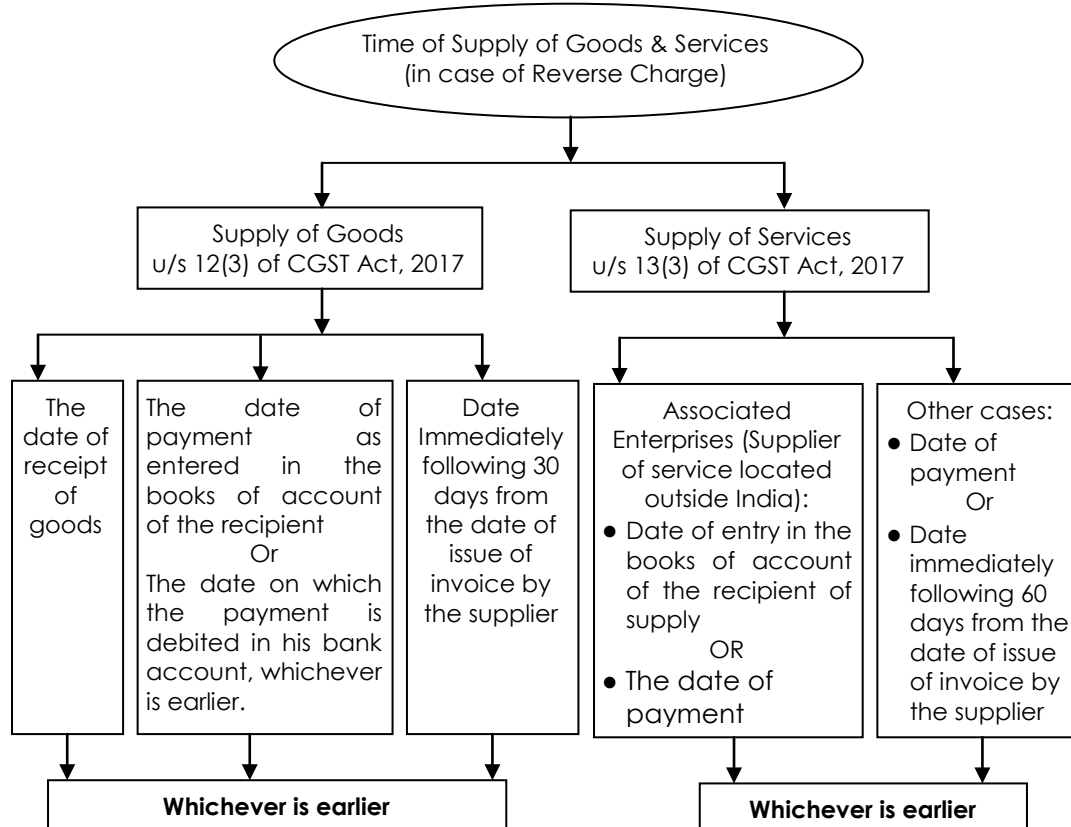 Time of Supply of Goods & Services
(in case of Reverse Charge)
Supply of Goods
u/s 12(3) of CGST Act, 2017
Supply of Services
u/s 13(3) of CGST Act, 2017
The
date of
receipt
of
goods
The date of
payment as
entered in the
books of account
of the recipient
Or
The date on which
the payment is
debited in his bank
account, whichever
is earlier.
Date
Immediately
following 30
days from
the date of
issue of
invoice by
the supplier
Associated
Enterprises (Supplier
of service located
outside India):
● Date of entry in the
books of account
of the recipient of
supply
OR
● The date of
payment
Other cases:
● Date of
payment
Or
● Date
immediately
following 60
days from the
date of issue
of invoice by
the supplier
Whichever is earlier
Whichever is earlier